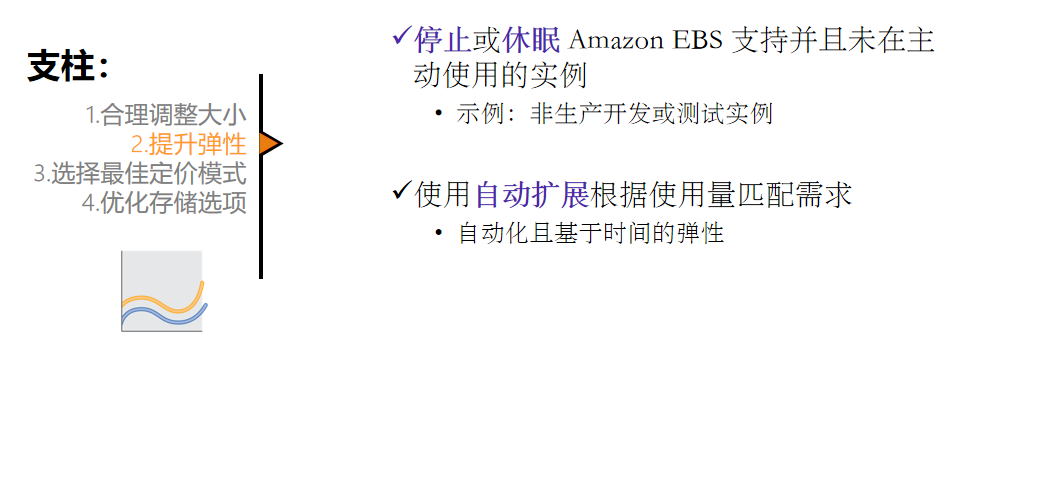 支柱：
1.合理调整大小
2.提升弹性
3.选择最佳定价模式
4.优化存储选项
✓停止或休眠 Amazon EBS 支持并且未在主
动使用的实例
• 示例：非生产开发或测试实例
✓使用自动扩展根据使用量匹配需求
• 自动化且基于时间的弹性